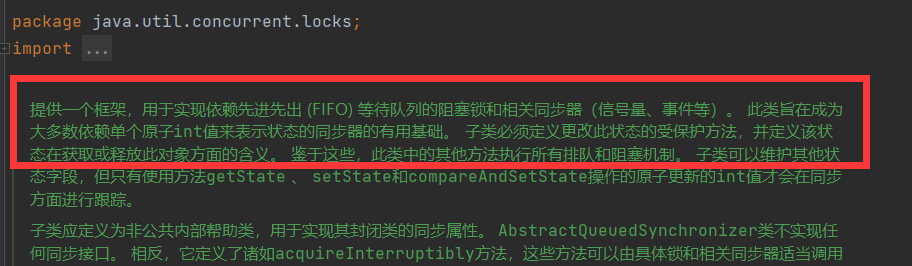 package java.util.concurrent.locks;
import ...
提供一个框架，用于实现依赖先进先出 (FIFO) 等待队列的阻塞锁和相关同步器（信号量、事件等）。 此类旨在成为
大多数依赖单个原子int值来表示状态的同步器的有用基础。 子类必须定义更改此状态的受保护方法，并定义该状
态在获取或释放此对象方面的含义。 鉴于这些，此类中的其他方法执行所有排队和阻塞机制。 子类可以维护其他状
态字段，但只有使用方法getState 、 setState和compareAndSetState操作的原子更新的int值才会在同步
方面进行跟踪。
子类应定义为非公共内部帮助类，用于实现其封闭类的同步属性。 AbstractQueuedSynchronizer类不实现任
何同步接口。 相反，它定义了诸如acquireInterruptibly方法，这些方法可以由具体锁和相关同步器适当调用